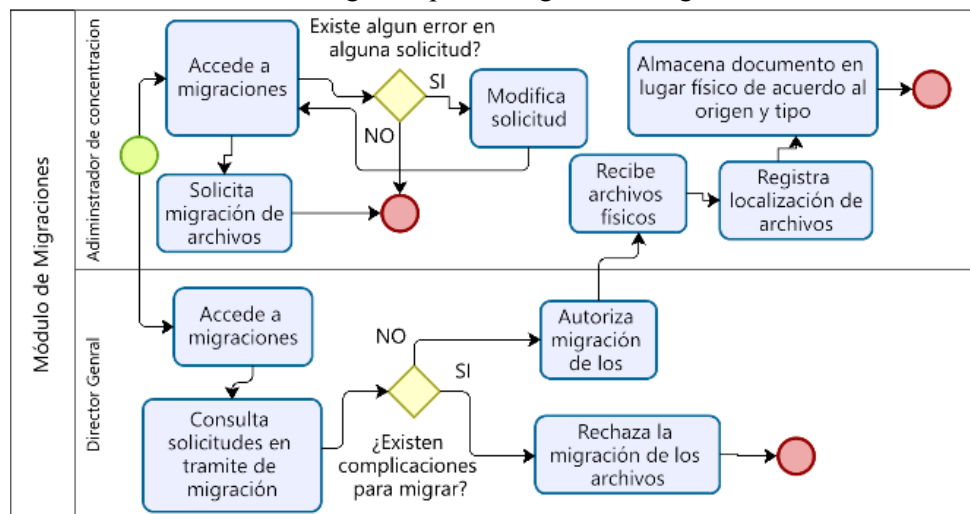 Módulo de Migraciones
Adiminstrador de concentracion
Accede a
migraciones
Existe algun error en
alguna solicitud?
SI
NO
Modifica
solicitud
Solicita
migración de
archivos
Almacena documento en
lugar físico de acuerdo al
origen y tipo
Recibe
archivos
físicos
Registra
localización de
archivos
Director Genral
Accede a
migraciones
Consulta
solicitudes en
tramite de
migración
NO
SI
¿Existen
complicaciones
para migrar?
Autoriza
migración
de los
Rechaza la
migración de los
archivos